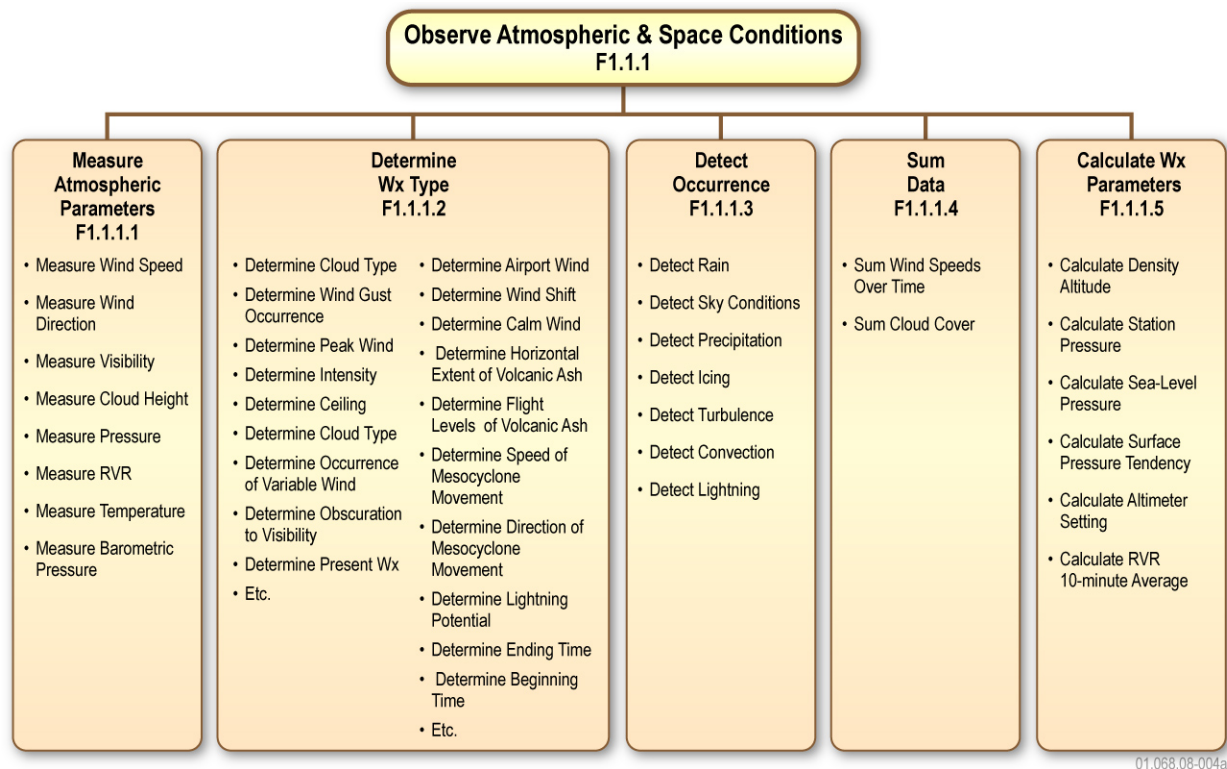 Observe Atmospheric & Space Conditions
F1.1.1
Measure
Atmospheric
Parameters
F1.1.1.1
• Measure Wind Speed
• Measure Wind
Direction
• Measure Visibility
• Measure Cloud Height
• Measure Pressure
• Measure RVR
• Measure Temperature
• Measure Barometric
Pressure
Determine
Wx Type
F1.1.1.2
• Determine Cloud Type
• Determine Wind Gust
Occurrence
• Determine Peak Wind
• Determine Intensity
• Determine Ceiling
• Determine Cloud Type
• Determine Occurrence
of Variable Wind
• Determine Obscuration
to Visibility
• Determine Present Wx
• Etc.
• Determine Airport Wind
• Determine Wind Shift
• Determine Calm Wind
• Determine Horizontal
Extent of Volcanic Ash
• Determine Flight
Levels of Volcanic Ash
• Determine Speed of
Mesocyclone
Movement
• Determine Direction of
Mesocyclone
Movement
• Determine Lightning
Potential
• Determine Ending Time
• Determine Beginning
Time
• Etc.
Detect
Occurrence
F1.1.1.3
• Detect Rain
• Detect Sky Conditions
• Detect Precipitation
• Detect Icing
• Detect Turbulence
• Detect Convection
• Detect Lightning
Sum
Data
F1.1.1.4
• Sum Wind Speeds
Over Time
• Sum Cloud Cover
Calculate Wx
Parameters
F1.1.1.5
• Calculate Density
Altitude
• Calculate Station
Pressure
• Calculate Sea-Level
Pressure
• Calculate Surface
Pressure Tendency
• Calculate Altimeter
Setting
• Calculate RVR
10-minute Average
01.068.08-004a